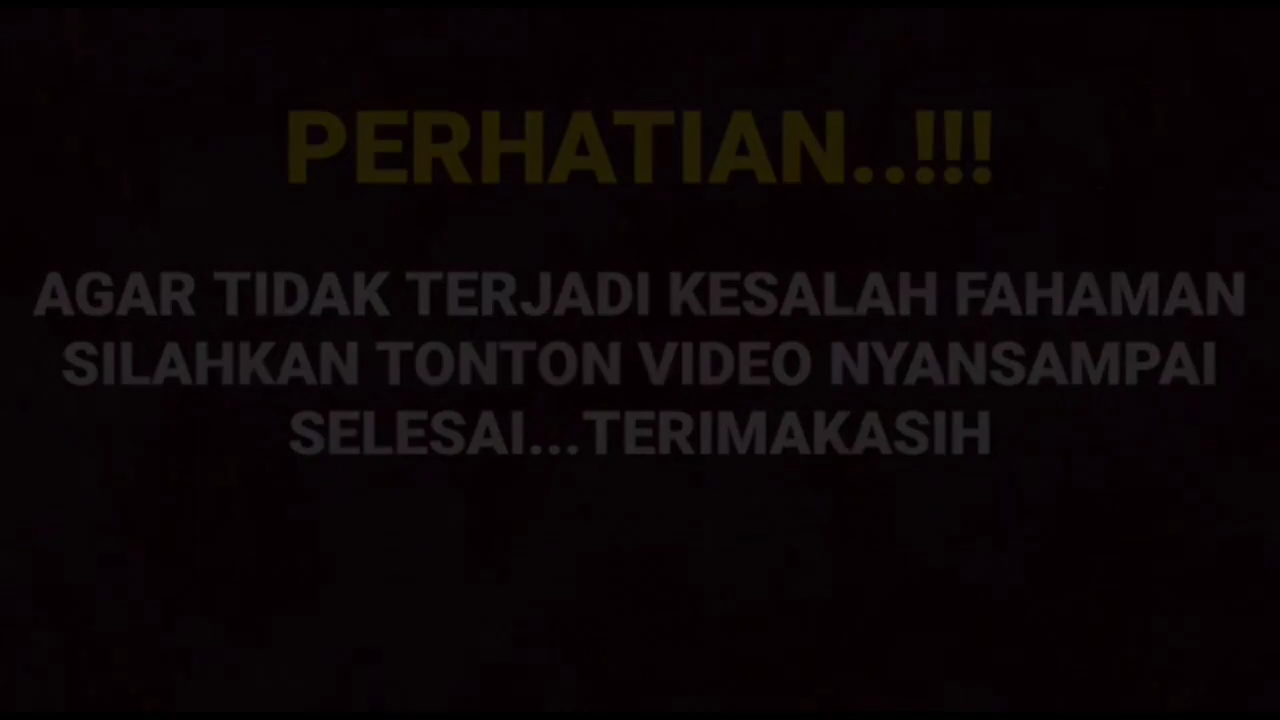 PERHATIAN..!!!
AGAR TIDAK TERJADI KESALAH FAHAMAN
SILAHKAN TONTON VIDEO NYANSAMPAI
SELESAI...TERIMAKASIH